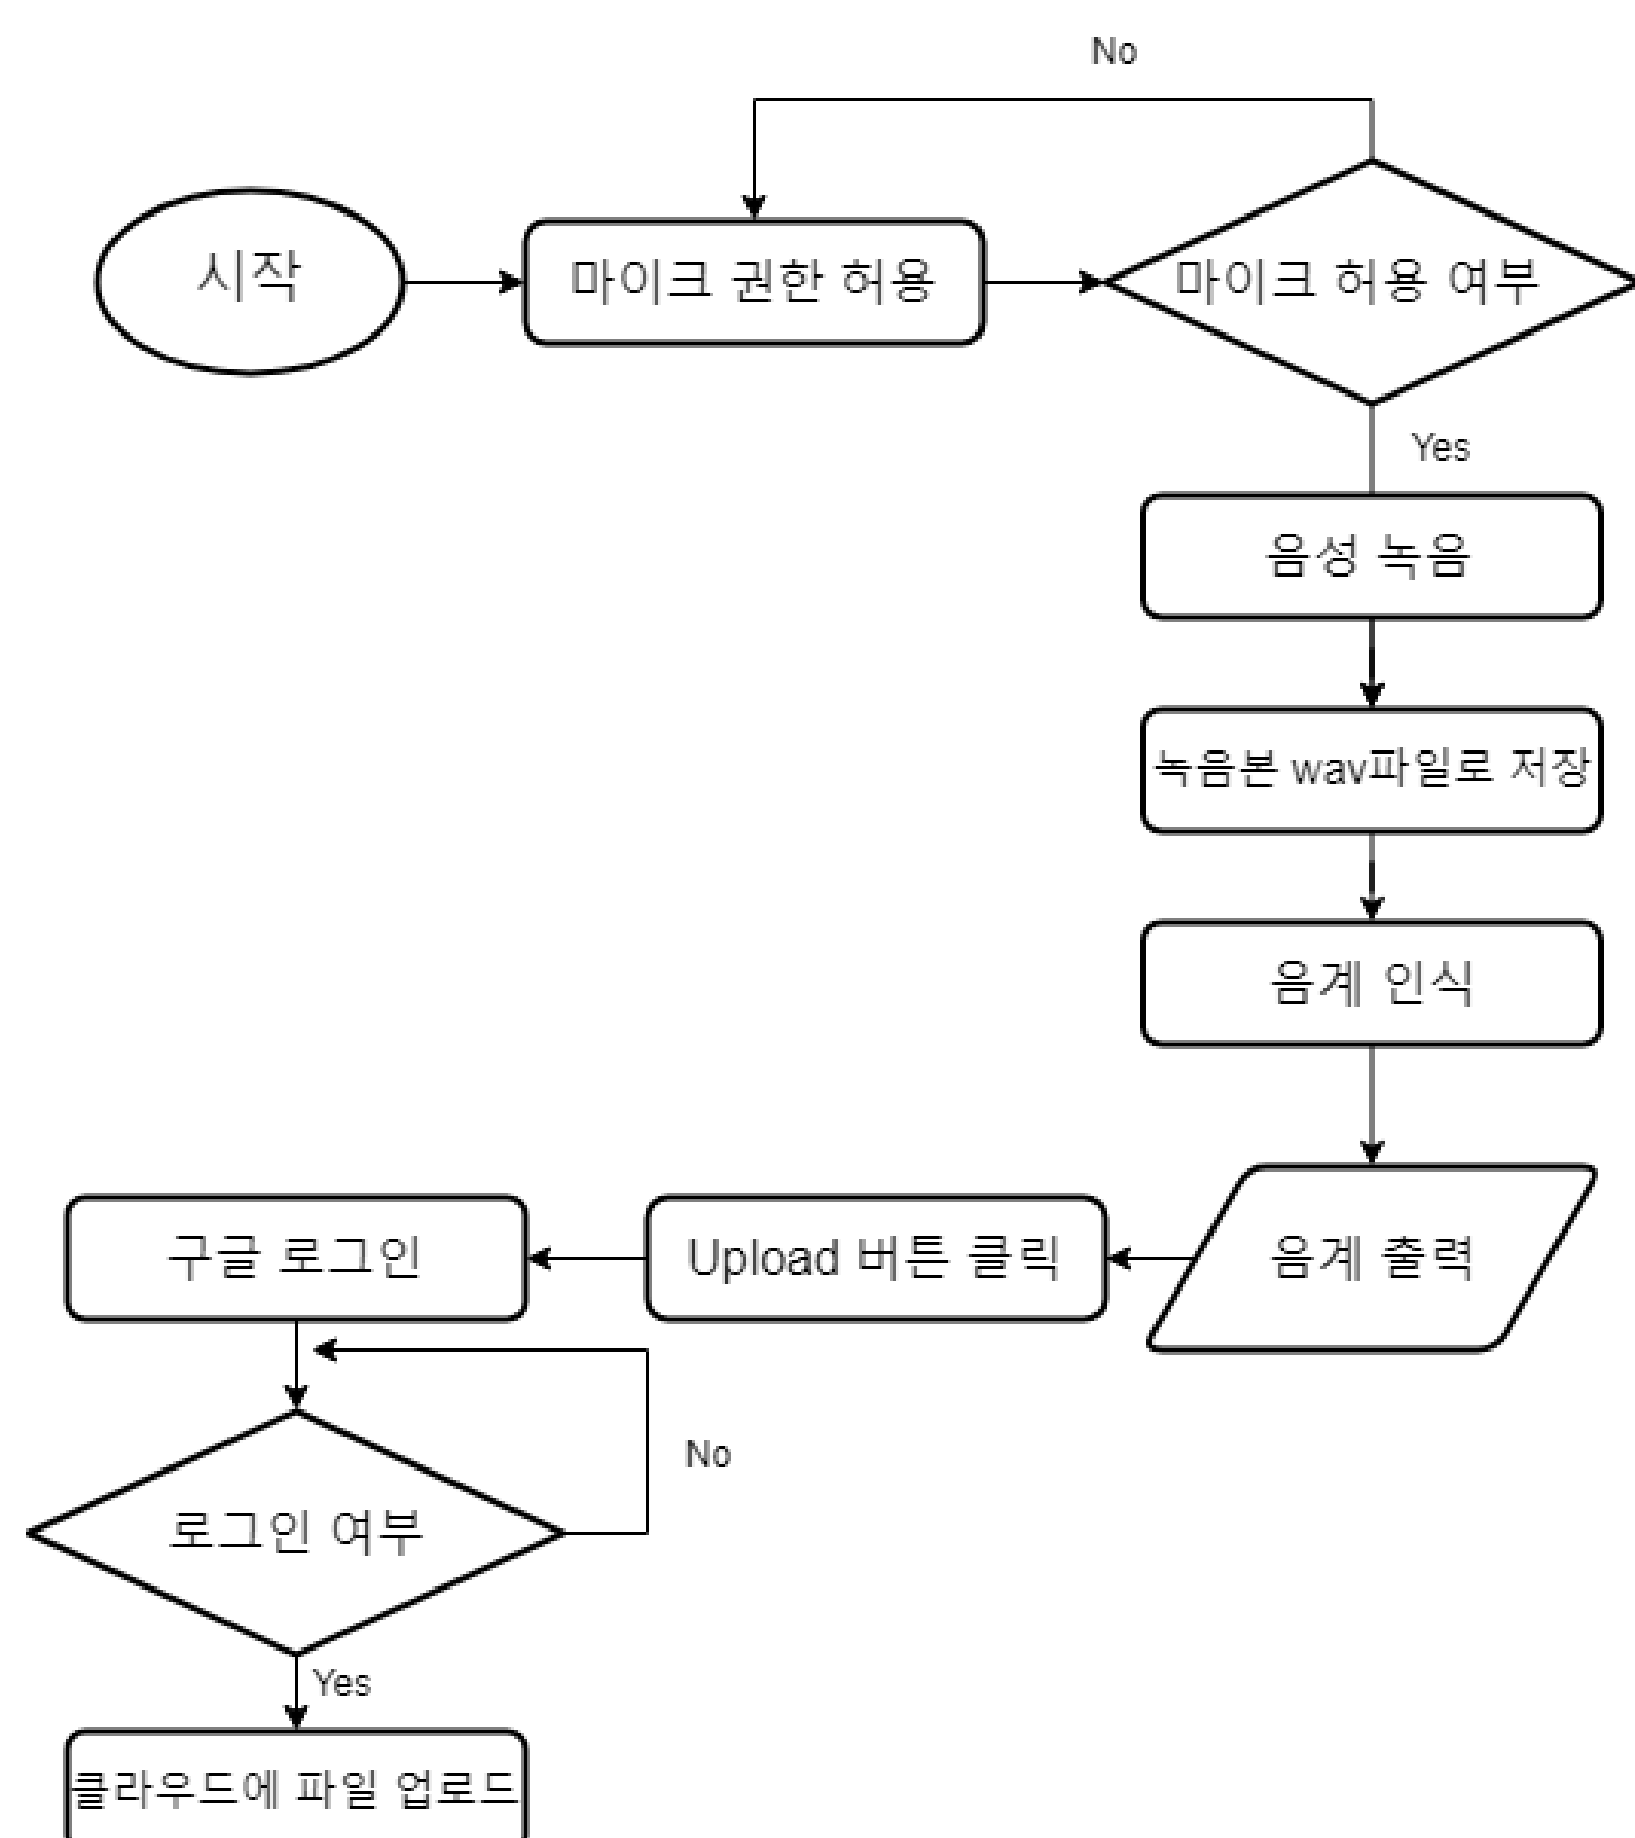 No
시작
마이크 권한 허용
마이크 허용 여부
Yes
음성 녹음
녹음본 wav파일로 저장
음계 인식
음계 출력
Upload 버튼 클릭
구글 로그인
No
로그인 여부
Yes
클라우드에 파일 업로드